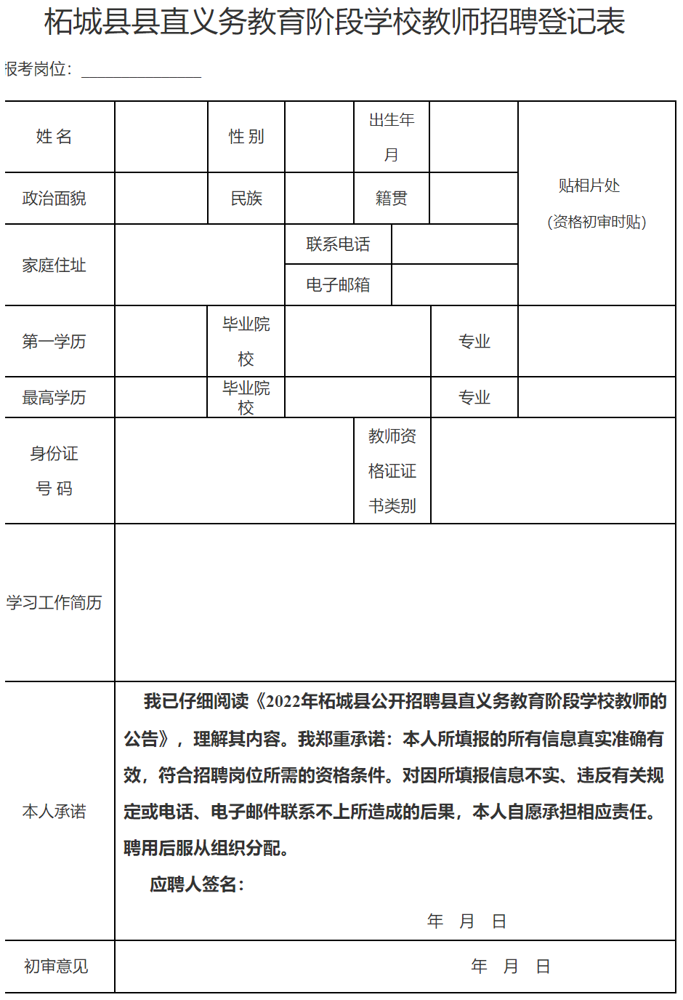 柘城县县直义务教育阶段学校教师招聘登记表
报考岗位：_______________
姓 名
性 别
出生年
月
贴相片处
（资格初审时贴）
政治面貌
民族
籍贯
家庭住址
联系电话
电子邮箱
第一学历
毕业院
校
专业
最高学历
毕业院
校
专业
身份证
号 码
教师资
格证证
书类别
学习工作简历
本人承诺
我已仔细阅读《2022年柘城县公开招聘县直义务教育阶段学校教师的
公告》，理解其内容。我郑重承诺：本人所填报的所有信息真实准确有
效，符合招聘岗位所需的资格条件。对因所填报信息不实、违反有关规
定或电话、电子邮件联系不上所造成的后果，本人自愿承担相应责任。
聘用后服从组织分配。
应聘人签名：
年 月 日
初审意见
年 月 日